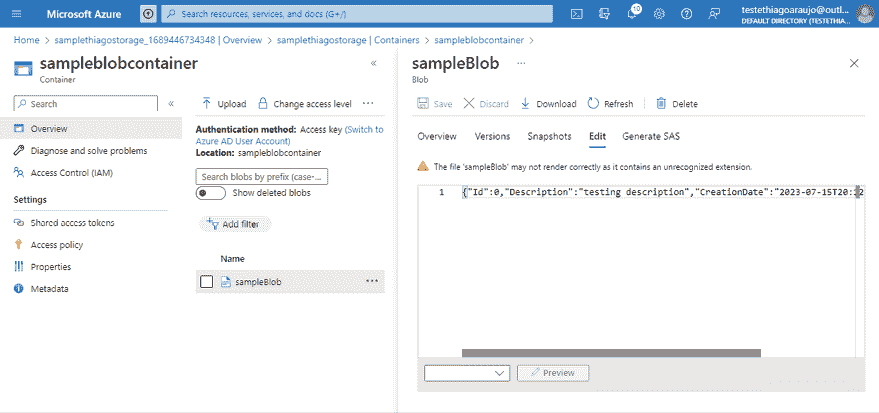 Microsoft Azure
Search resources, services, and docs (G+/)
10
testethiagoaraujo@outl...
DEFAULT DIRECTORY (TESTETHIA...
Home > samplethiagostorage_1689446734348 | Overview > samplethiagostorage | Containers > sampleblobcontainer >
sampleblobcontainer
...
Container
Search
Overview
Diagnose and solve problems
Access Control (IAM)
Settings
Shared access tokens
Access policy
Properties
Metadata
Upload Change access level ...
Authentication method: Access key (Switch to
Azure AD User Account)
Location: sampleblobcontainer
Search blobs by prefix (case-...
Show deleted blobs
Add filter
Name
sampleBlob ...
sampleBlob ...
Blob
Save Discard Download Refresh Delete
Overview Versions Snapshots Edit Generate SAS
The file 'sampleBlob' may not render correctly as it contains an unrecognized extension.
1 {"Id":0,"Description":"testing description","CreationDate":"2023-07-15T20:
Preview